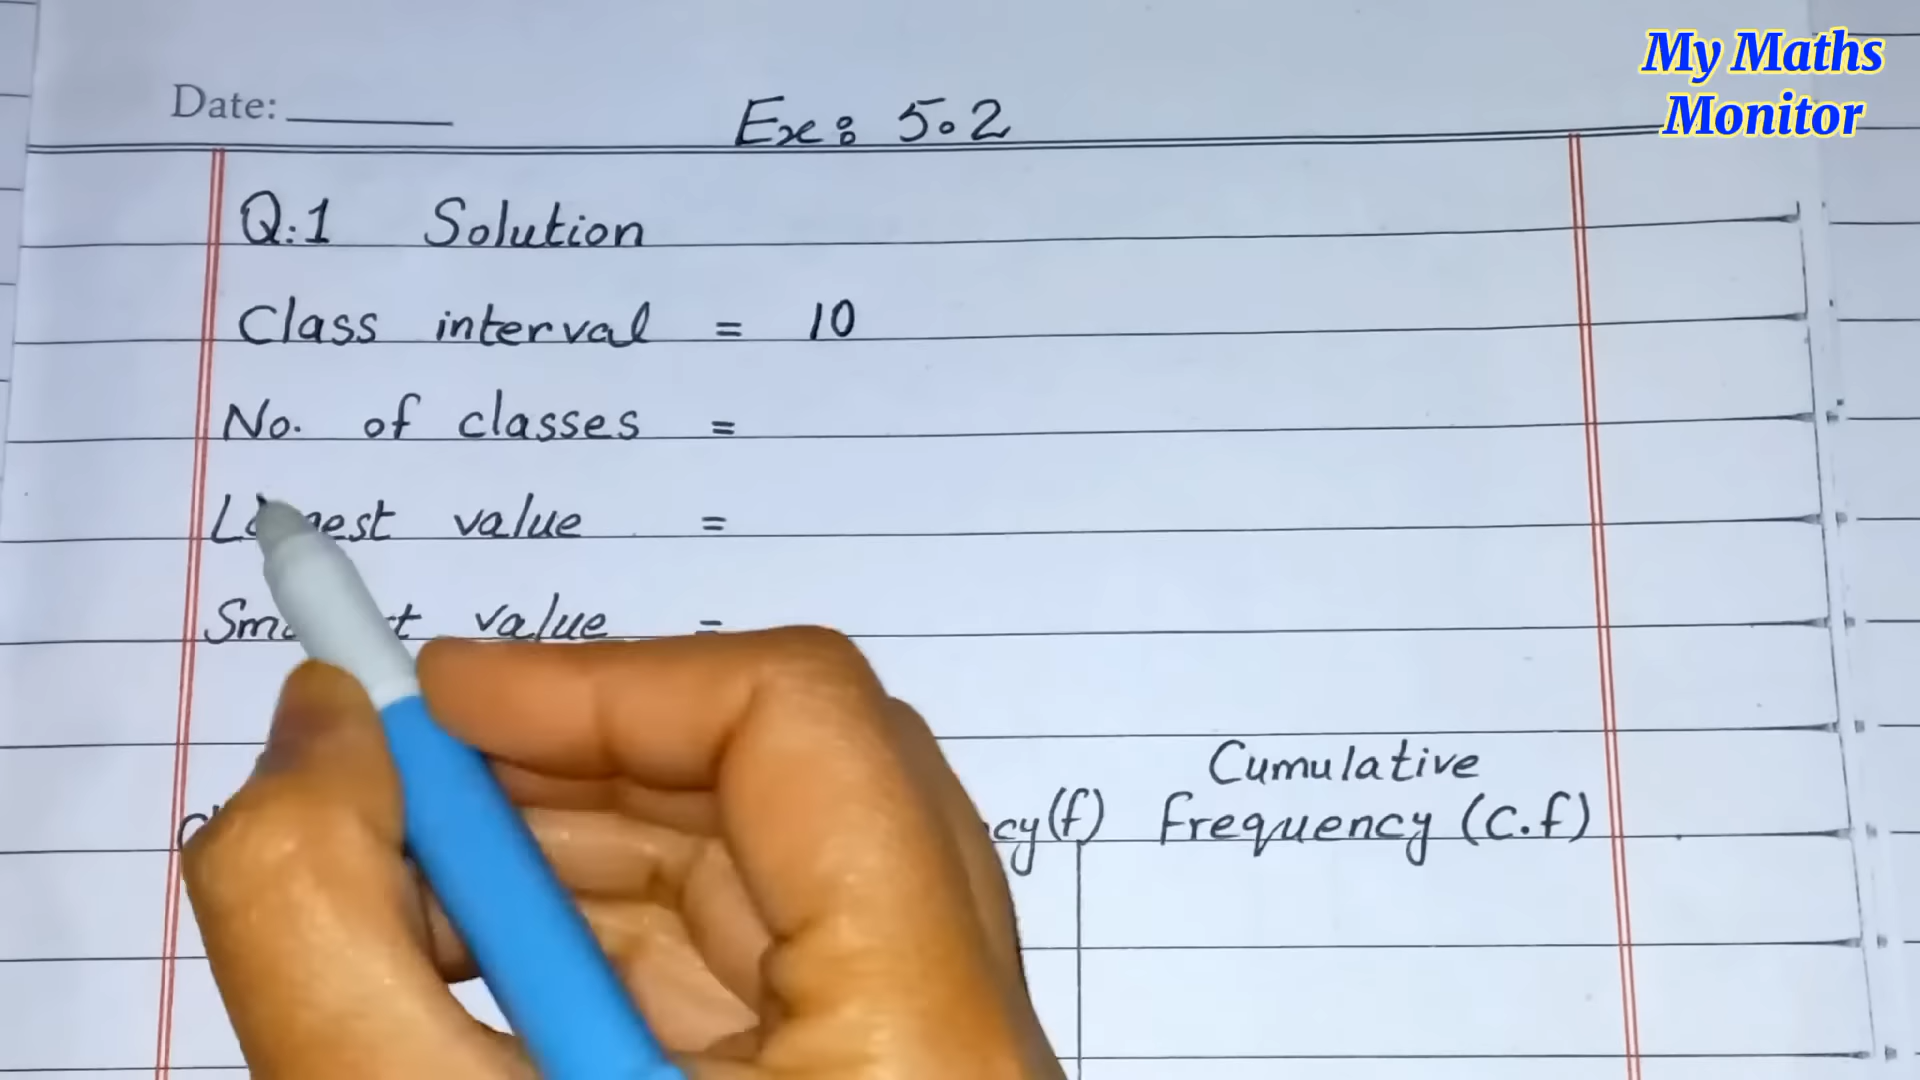 My Maths
Monitor
Date:
Ex: 5.2
Q:1 Solution
Class interval = 10
No. of classes =
value =
value =
Cumulative
(f) Frequency (C.f)